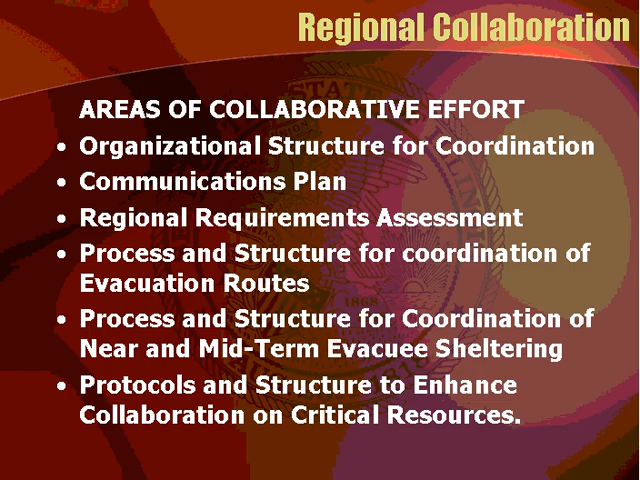 Regional Collaboration
AREAS OF COLLABORATIVE EFFORT
• Organizational Structure for Coordination
• Communications Plan
• Regional Requirements Assessment
• Process and Structure for coordination of
Evacuation Routes
• Process and Structure for Coordination of
Near and Mid-Term Evacuee Sheltering
• Protocols and Structure to Enhance
Collaboration on Critical Resources.